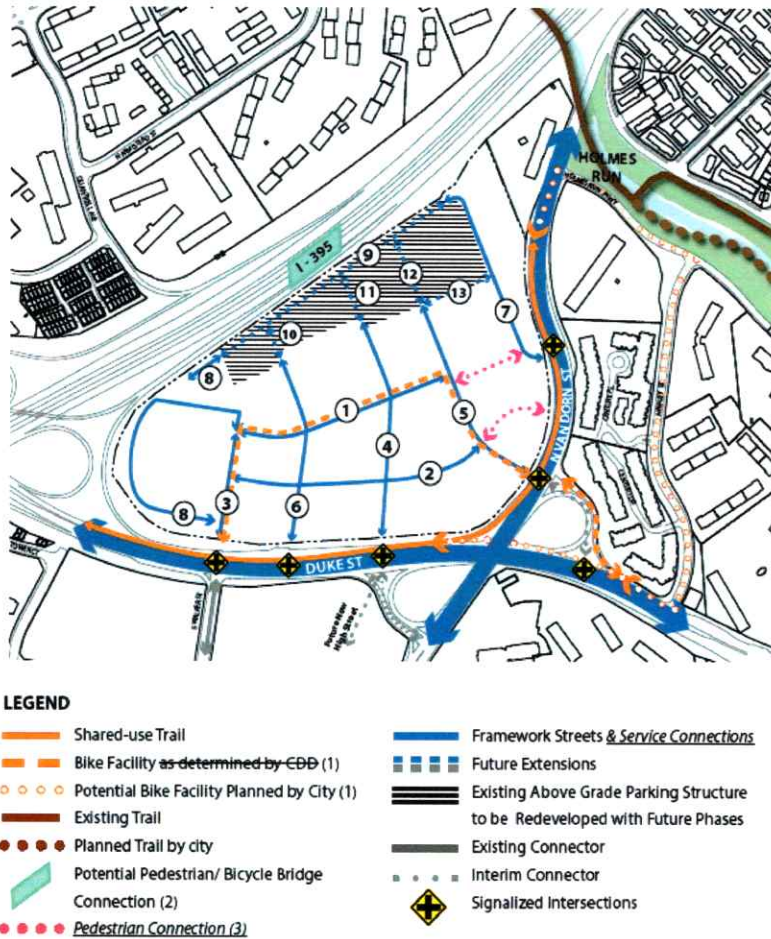 HOLMES
RUN
I - 395
9
12
11
13
10
7
8
1
5
4
2
3
6
8
N VAN DORN ST
DUKE ST
Future New
High Street
LEGEND
Shared-use Trail
Bike Facility as determined by CDD (1)
Potential Bike Facility Planned by City (1)
Existing Trail
Planned Trail by city
Potential Pedestrian/ Bicycle Bridge
Connection (2)
Pedestrian Connection (3)
Framework Streets & Service Connections
Future Extensions
Existing Above Grade Parking Structure
to be Redeveloped with Future Phases
Existing Connector
Interim Connector
Signalized Intersections